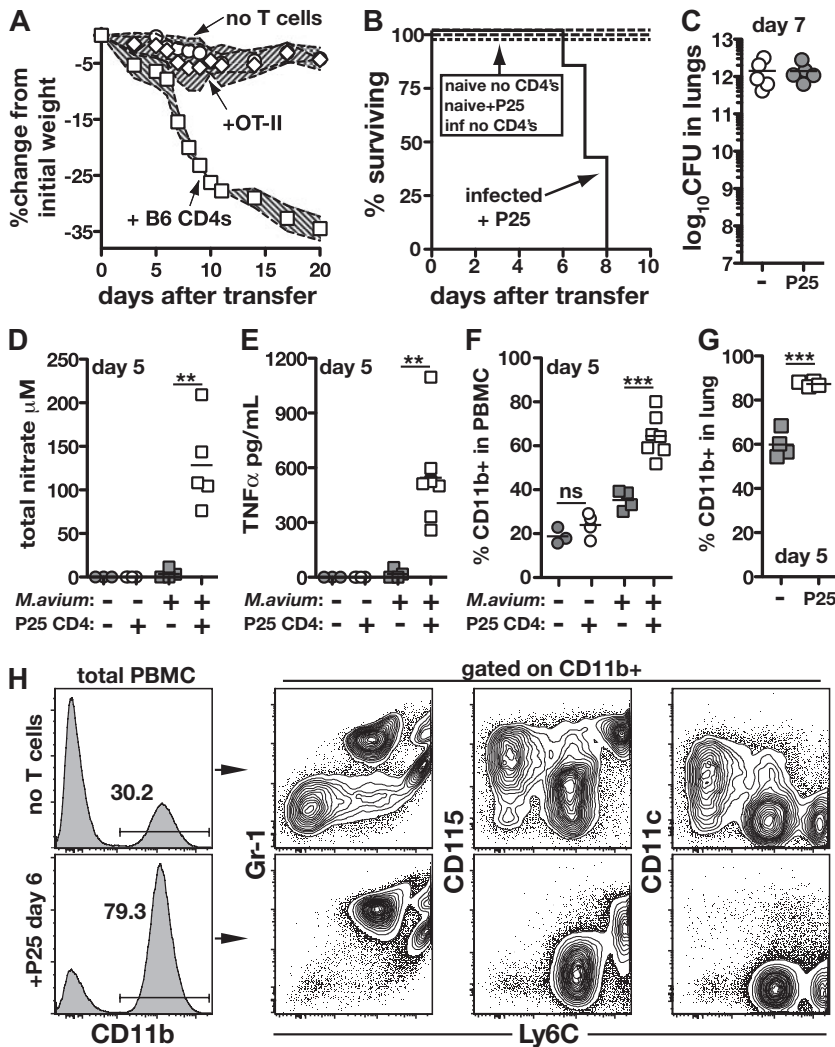 A
no T cells
+OT-II
+ B6 CD4s
%change from
initial weight
-5
-15
-25
-35
0
5
10
15
20
days after transfer
B
% surviving
100
75
50
25
0
naive no CD4's
naive+P25
inf no CD4's
infected
+ P25
0
2
4
6
8
10
days after transfer
C
day 7
log10CFU in lungs
13
12
11
10
9
8
7
-
P25
D
day 5
**
total nitrate μM
250
200
150
100
50
0
M.avium: - - + +
P25 CD4: - + - +
E
day 5
**
TNFα pg/mL
1200
900
600
300
0
M.avium: - - + +
P25 CD4: - + - +
F
day 5
***
ns
% CD11b+ in PBMC
100
80
60
40
20
0
M.avium: - - + +
P25 CD4: - + - +
G
***
% CD11b+ in lung
100
80
60
40
20
0
day 5
-
P25
H
total PBMC
gated on CD11b+
no T cells
30.2
+P25 day 6
79.3
CD11b
Gr-1
CD115
CD11c
Ly6C